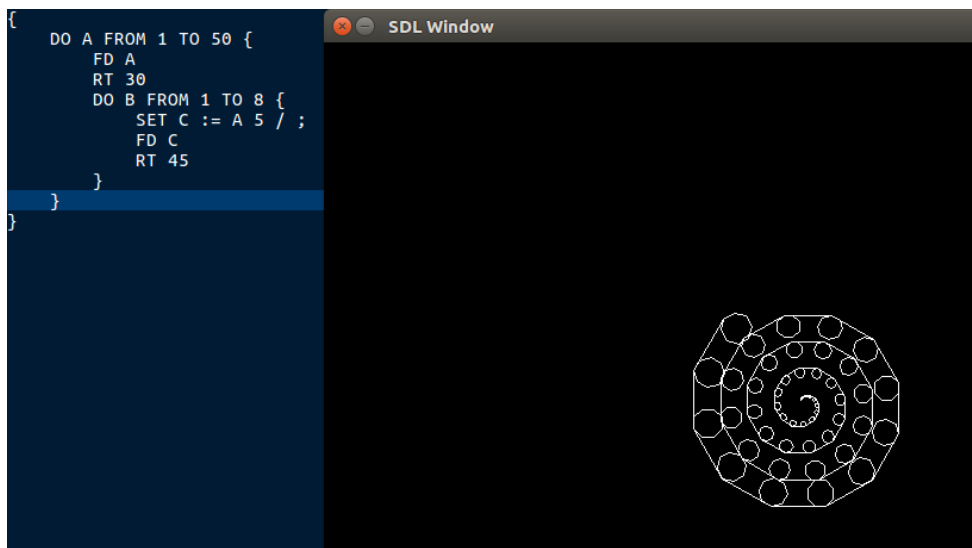 {
    DO A FROM 1 TO 50 {
        FD A
        RT 30
        DO B FROM 1 TO 8 {
            SET C := A 5 / ;
            FD C
            RT 45
        }
    }
}
SDL Window